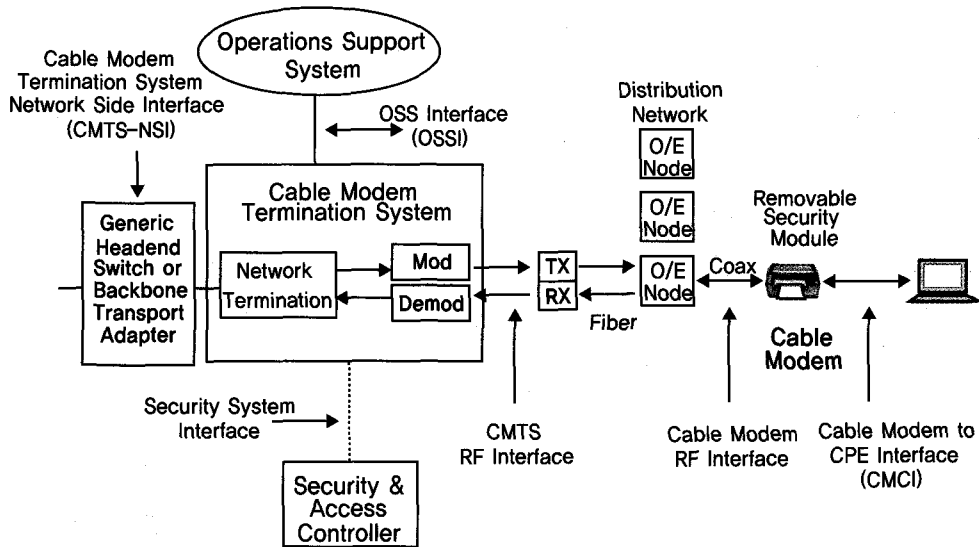 Operations Support
System
Cable Modem
Termination System
Network Side Interface
(CMTS-NSI)
OSS Interface
(OSSI)
Distribution
Network
O/E
Node
O/E
Node
O/E
Node
Cable Modem
Termination System
Generic
Headend
Switch or
Backbone
Transport
Adapter
Network
Termination
Mod
Demod
TX
RX
Fiber
Coax
Removable
Security
Module
Cable
Modem
Security System
Interface
CMTS
RF Interface
Cable Modem
RF Interface
Cable Modem to
CPE Interface
(CMCI)
Security &
Access
Controller